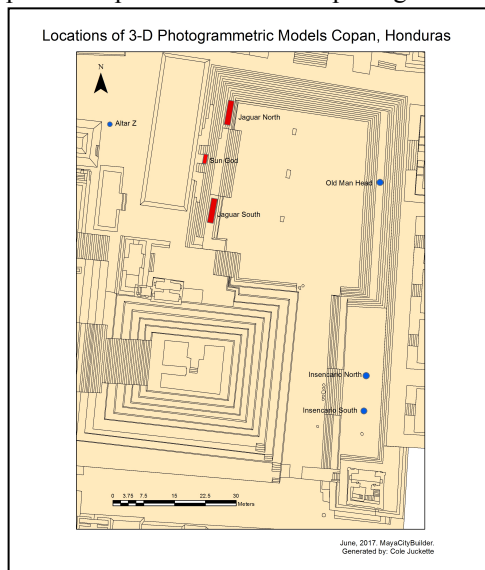 Locations of 3-D Photogrammetric Models Copan, Honduras
N
Altar Z
Jaguar North
Sun God
Old Man Head
Jaguar South
Insencario North
Insencario South
0 3.75 7.5 15 22.5 30
Meters
June, 2017. MayaCityBuilder.
Generated by: Cole Juckette